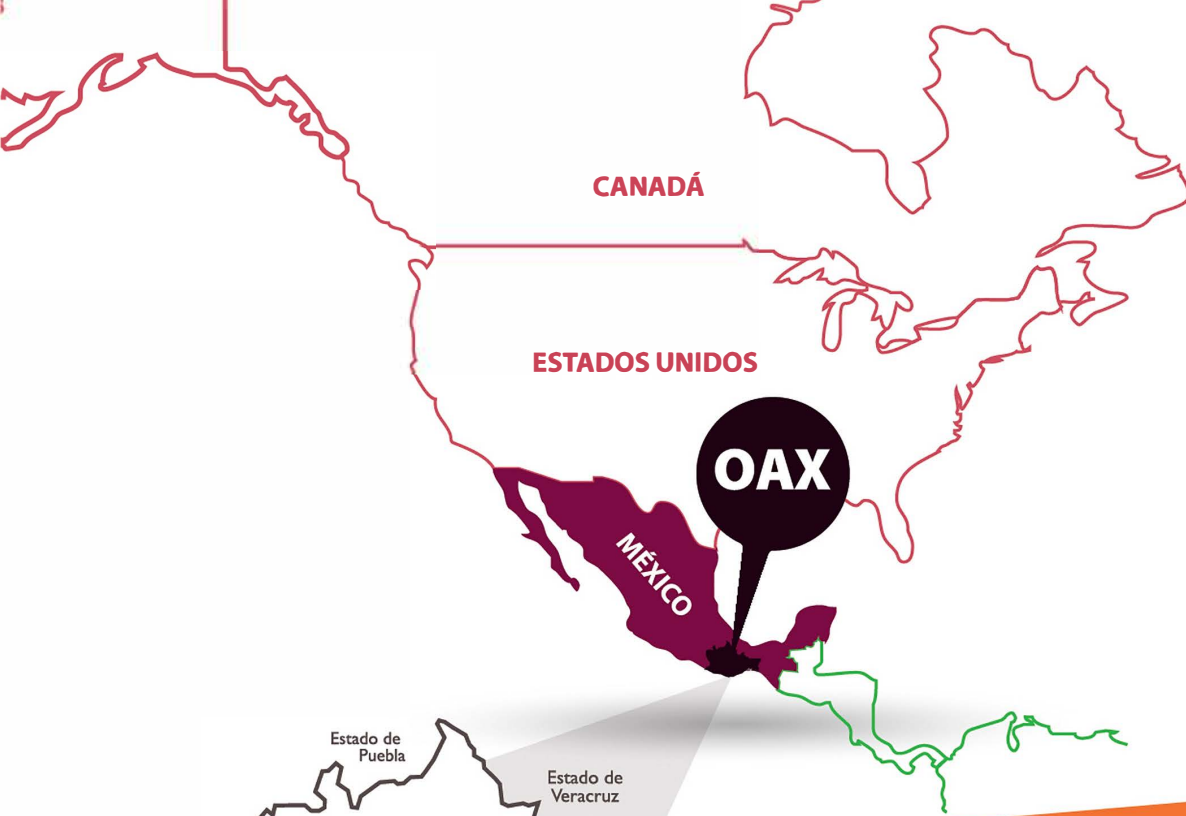 CANADÁ
ESTADOS UNIDOS
OAX
MÉXICO
Estado de
Puebla
Estado de
Veracruz